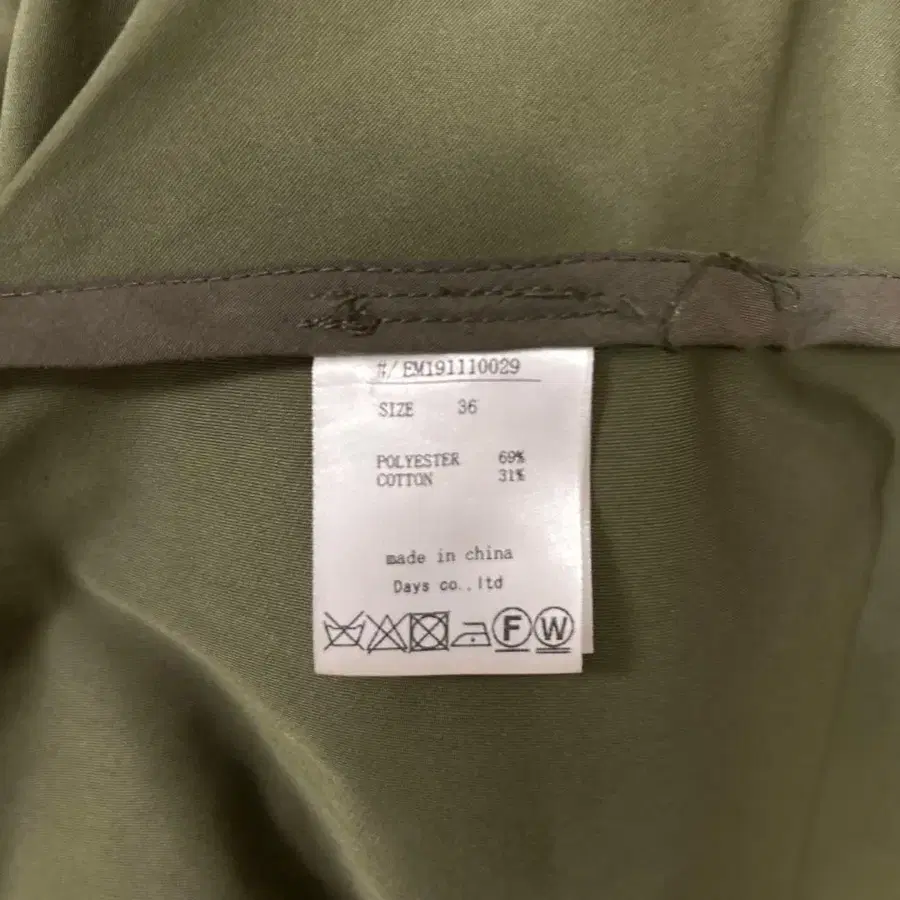 #/EM191110029
SIZE 36
POLYESTER 69%
COTTON 31%
made in china
Days co.,ltd
F W